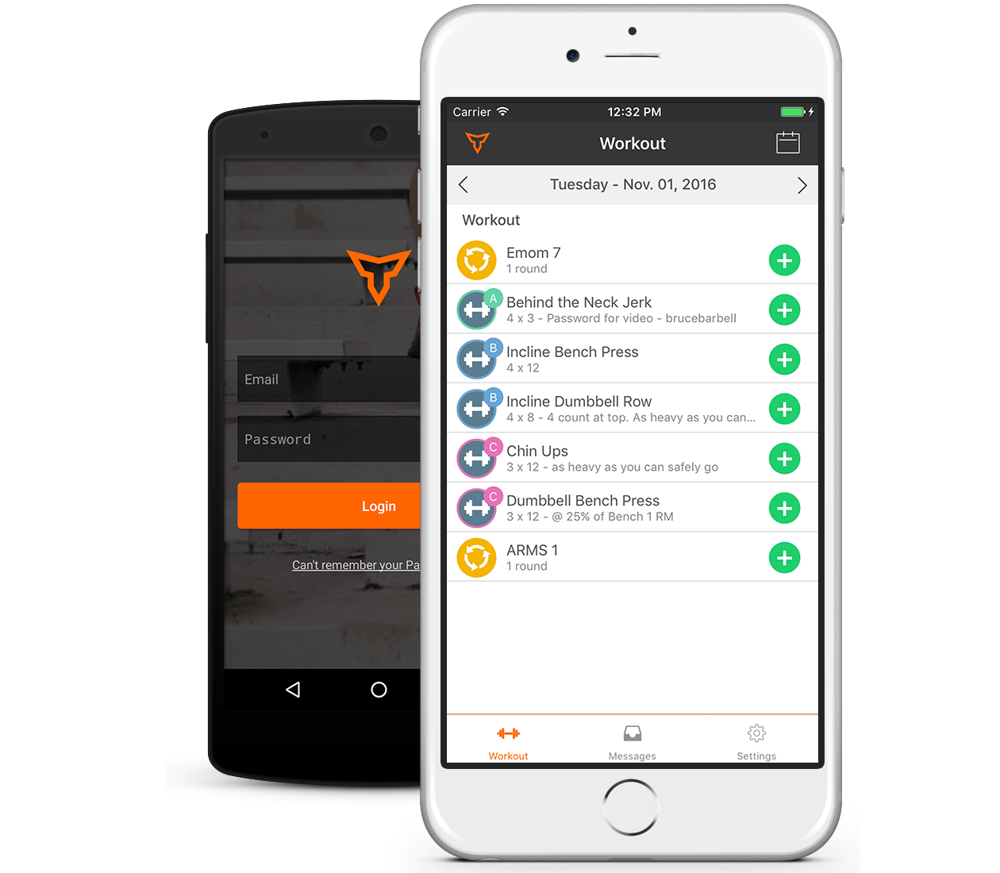 Email
Password
Login
Can't remember your Pa
Carrier 12:32 PM
Workout
Tuesday - Nov. 01, 2016
Workout
Emom 7
1 round
A
Behind the Neck Jerk
4 x 3 - Password for video - brucebarbell
B
Incline Bench Press
4 x 12
B
Incline Dumbbell Row
4 x 8 - 4 count at top. As heavy as you can...
C
Chin Ups
3 x 12 - as heavy as you can safely go
C
Dumbbell Bench Press
3 x 12 - @ 25% of Bench 1 RM
ARMS 1
1 round
Workout Messages Settings